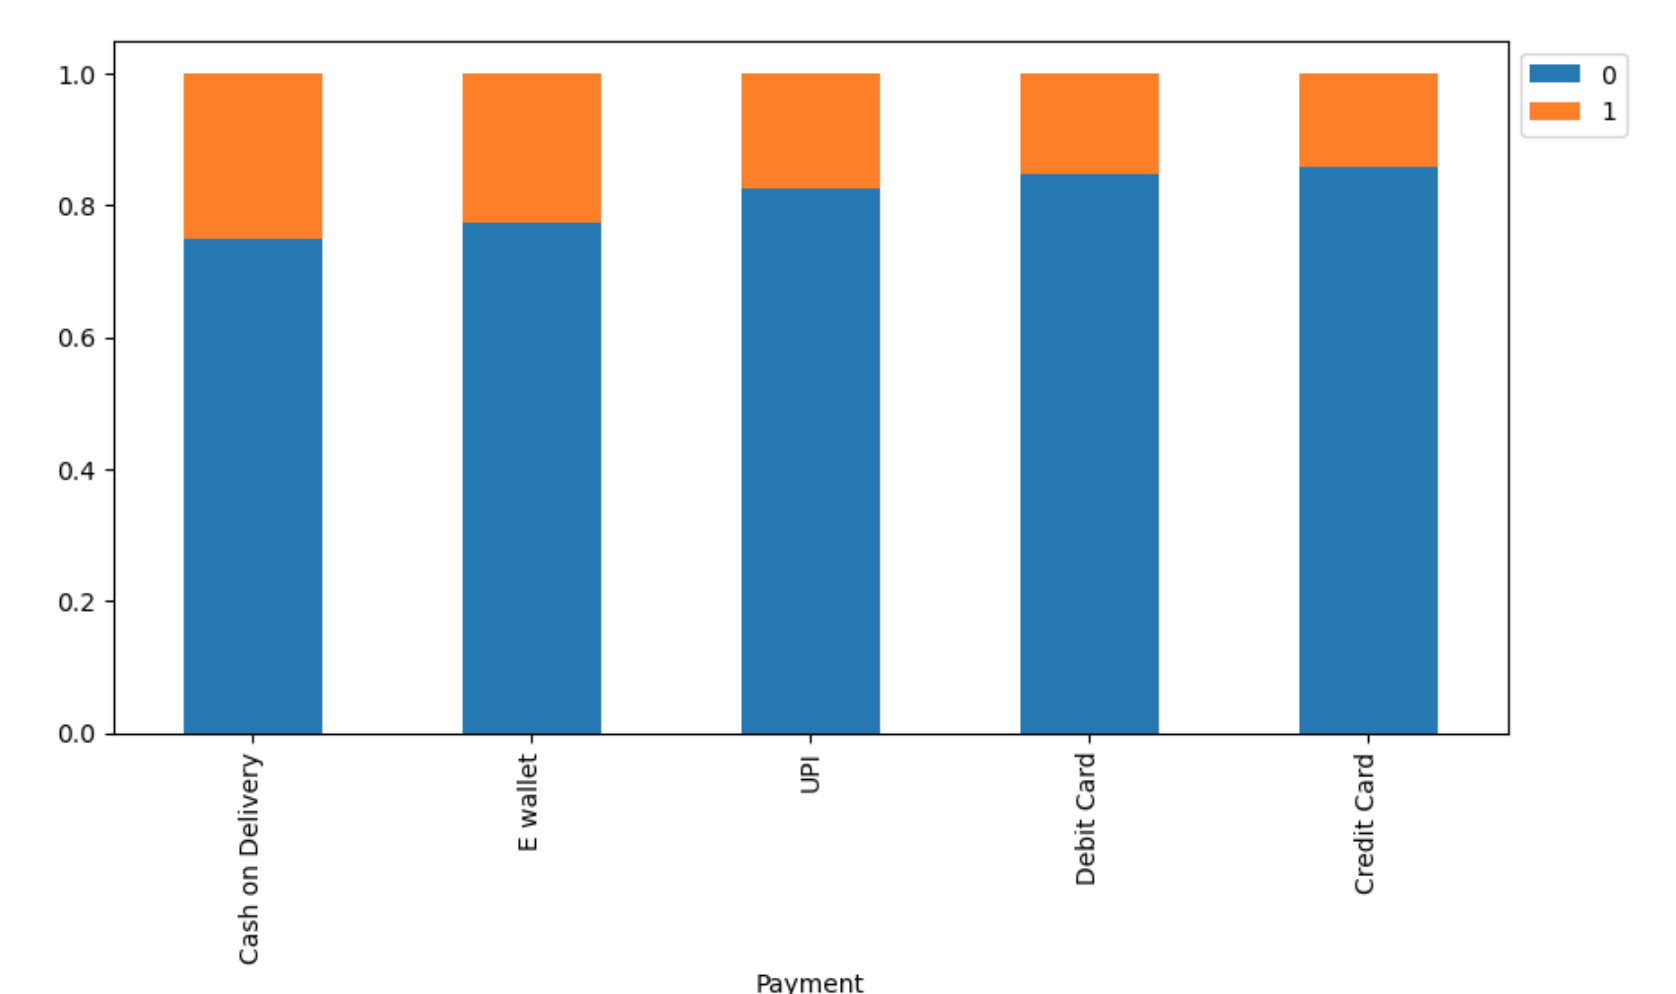 1.0
0.8
0.6
0.4
0.2
0.0
0
1
Cash on Delivery
E wallet
UPI
Debit Card
Credit Card
Payment